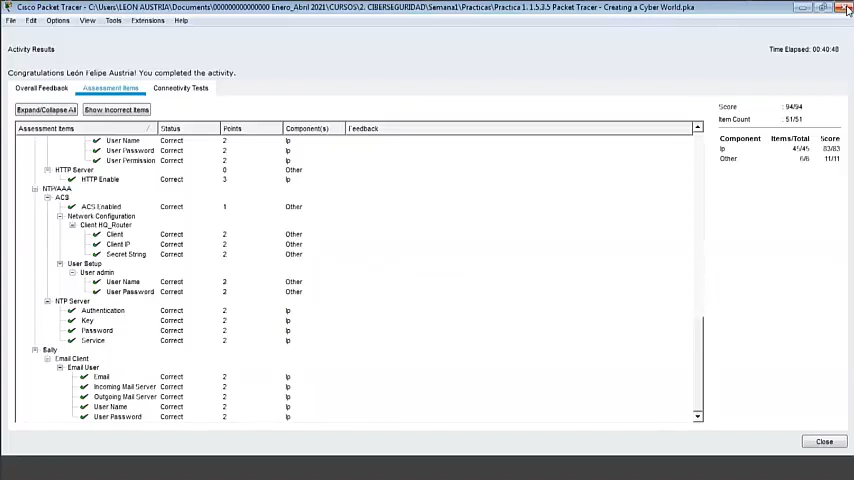 Cisco Packet Tracer - C:\Users\LEON AUSTRIA\Documents\000000000000000 Enero_Abril 2021\CURSOS\2. CIBERSEGURIDAD\Semana1\Practicas\Practica 1. 1.5.3.5 Packet Tracer - Creating a Cyber World.pka
File Edit Options View Tools Extensions Help
Activity Results
Time Elapsed: 00:40:48
Congratulations León Felipe Austria! You completed the activity.
Overall Feedback Assessment Items Connectivity Tests
Expand/Collapse All Show Incorrect Items
Score : 94/94
Item Count : 51/51
Assessment Items Status Points Component(s) Feedback
Component Items/Total Score
Ip 45/45 83/83
Other 6/6 11/11
User Name Correct 2 Ip
User Password Correct 2 Ip
User Permission Correct 2 Ip
HTTP Server 0 Other
HTTP Enable Correct 3 Ip
NTP/AAA
ACS
ACS Enabled Correct 1 Other
Network Configuration
Client HQ_Router
Client Correct 2 Other
Client IP Correct 2 Other
Secret String Correct 2 Other
User Setup
User admin
User Name Correct 2 Other
User Password Correct 2 Other
NTP Server
Authentication Correct 2 Ip
Key Correct 2 Ip
Password Correct 2 Ip
Service Correct 2 Ip
Sally
Email Client
Email User
Email Correct 2 Ip
Incoming Mail Server Correct 2 Ip
Outgoing Mail Server Correct 2 Ip
User Name Correct 2 Ip
User Password Correct 2 Ip
Close